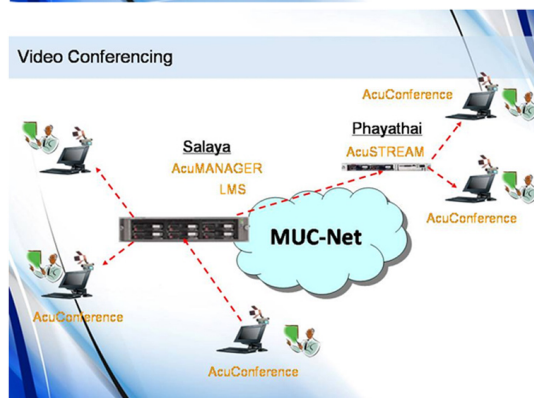 Video Conferencing
AcuConference
Salaya
AcuMANAGER
LMS
Phayathai
AcuSTREAM
AcuConference
MUC-Net
AcuConference
AcuConference